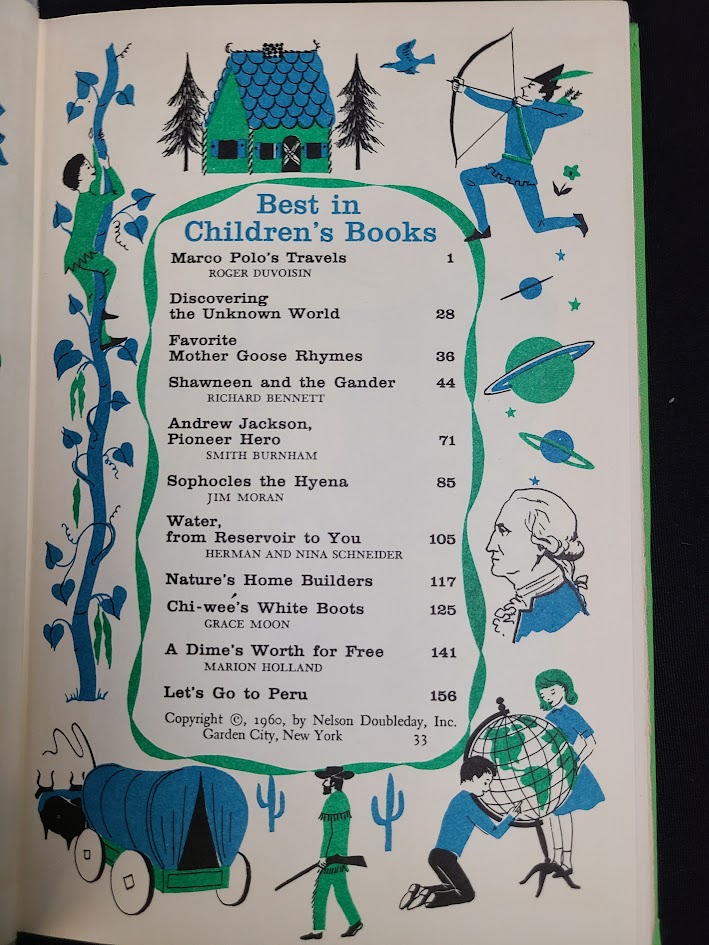 Best in
Children's Books
Marco Polo's Travels 1
ROGER DUVOISIN
Discovering
the Unknown World 28
Favorite
Mother Goose Rhymes 36
Shawneen and the Gander 44
RICHARD BENNETT
Andrew Jackson,
Pioneer Hero 71
SMITH BURNHAM
Sophocles the Hyena 85
JIM MORAN
Water,
from Reservoir to You 105
HERMAN AND NINA SCHNEIDER
Nature's Home Builders 117
Chi-weé's White Boots 125
GRACE MOON
A Dime's Worth for Free 141
MARION HOLLAND
Let's Go to Peru 156
Copyright ©, 1960, by Nelson Doubleday, Inc.
Garden City, New York 33